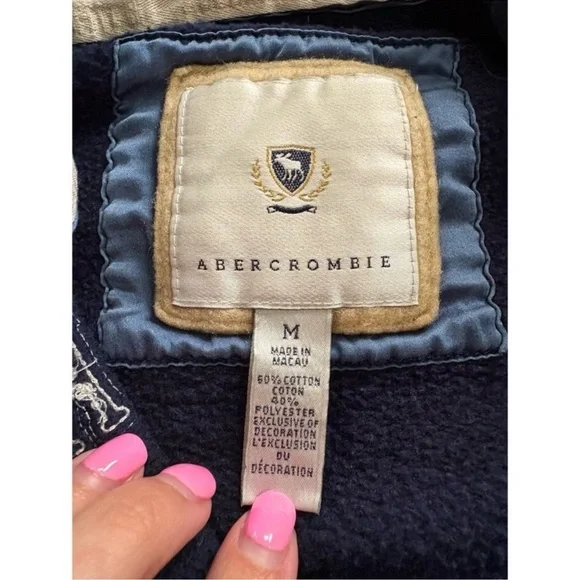 ABERCROMBIE
M
MADE IN
MACAU
60% COTTON
COTON
40%
POLYESTER
EXCLUSIVE OF
DECORATION
L'EXCLUSION
DU
DÉCORATION